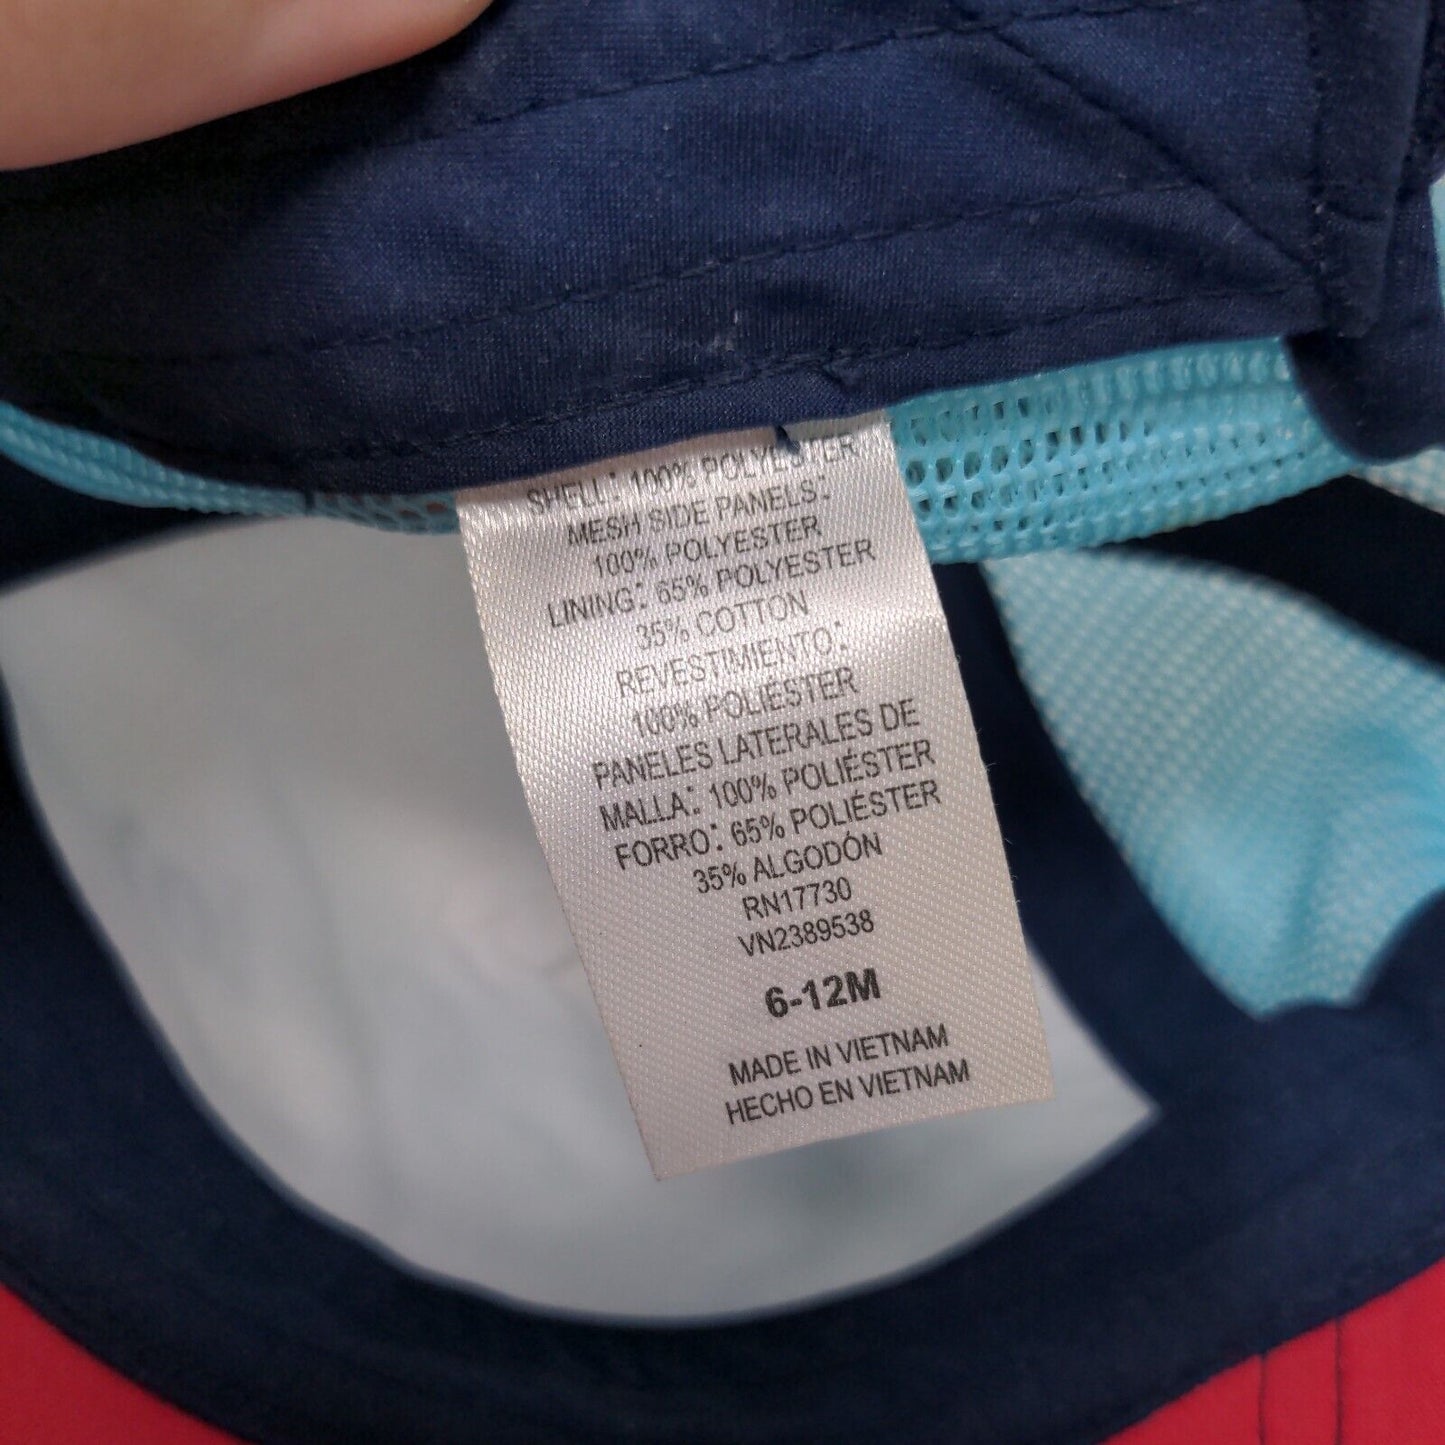 SHELL: 100% POLYESTER
MESH SIDE PANELS:
100% POLYESTER
LINING: 65% POLYESTER
35% COTTON
REVESTIMIENTO:
100% POLIÉSTER
PANELES LATERALES DE
MALLA: 100% POLIÉSTER
FORRO: 65% POLIÉSTER
35% ALGODÓN
RN17730
VN2389538
6-12M
MADE IN VIETNAM
HECHO EN VIETNAM